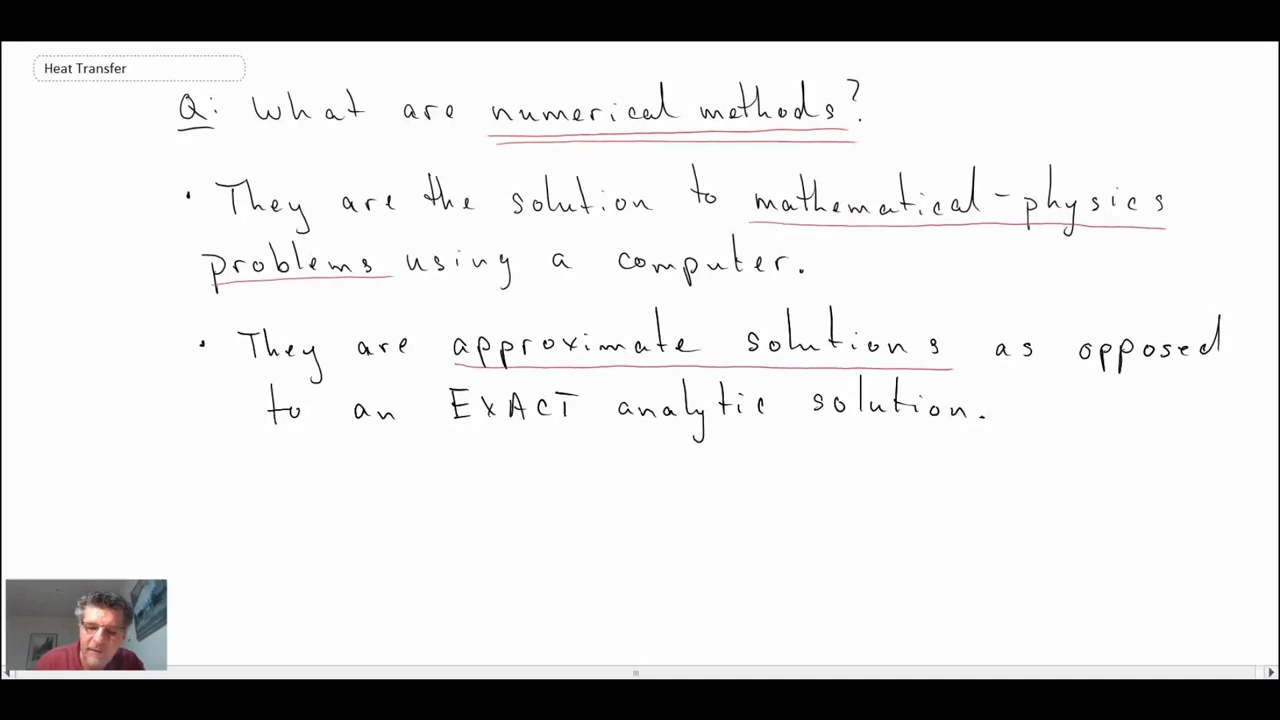 Heat Transfer
Q: What are numerical methods?
• They are the solution to mathematical-physics
problems using a computer.
• They are approximate solutions as opposed
to an EXACT analytic solution.